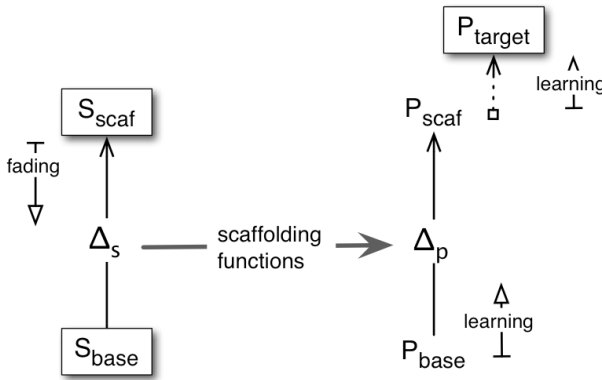 P_target
learning
S_scaf
P_scaf
fading
Δ_s
scaffolding
functions
Δ_p
learning
S_base
P_base